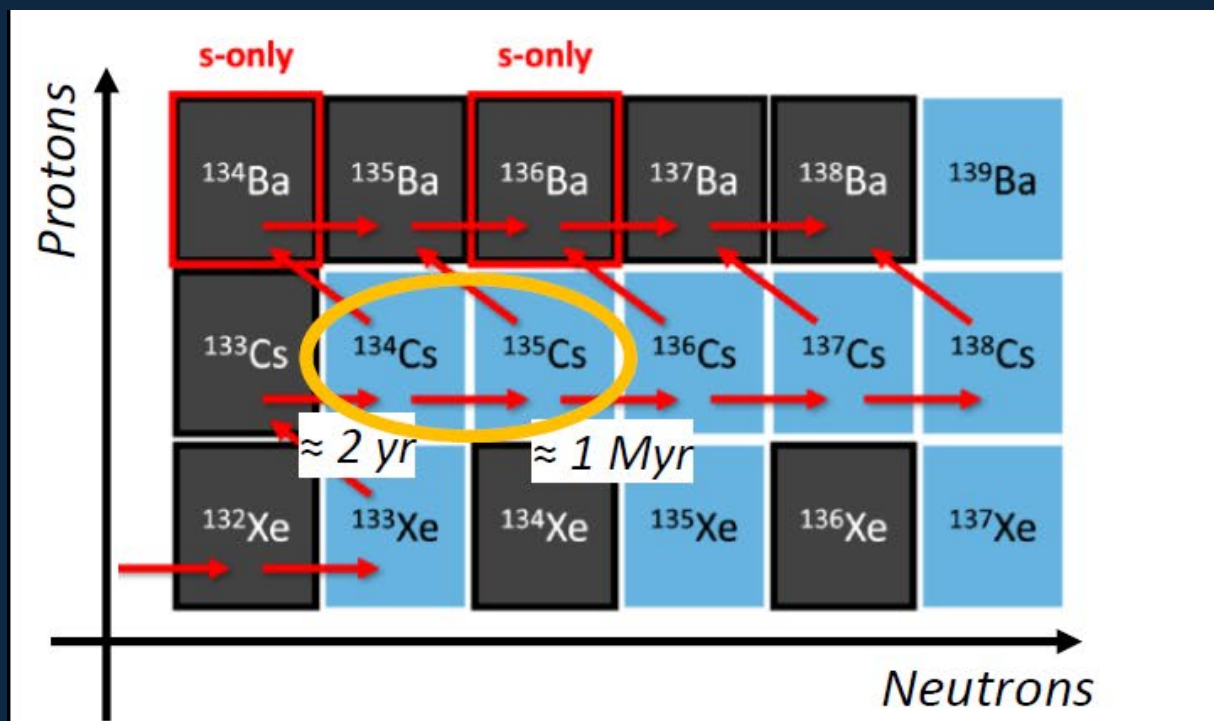 s-only s-only
Protons
¹³⁴Ba ¹³⁵Ba ¹³⁶Ba ¹³⁷Ba ¹³⁸Ba ¹³⁹Ba
¹³³Cs ¹³⁴Cs ¹³⁵Cs ¹³⁶Cs ¹³⁷Cs ¹³⁸Cs
≈ 2 yr ≈ 1 Myr
¹³²Xe ¹³³Xe ¹³⁴Xe ¹³⁵Xe ¹³⁶Xe ¹³⁷Xe
Neutrons